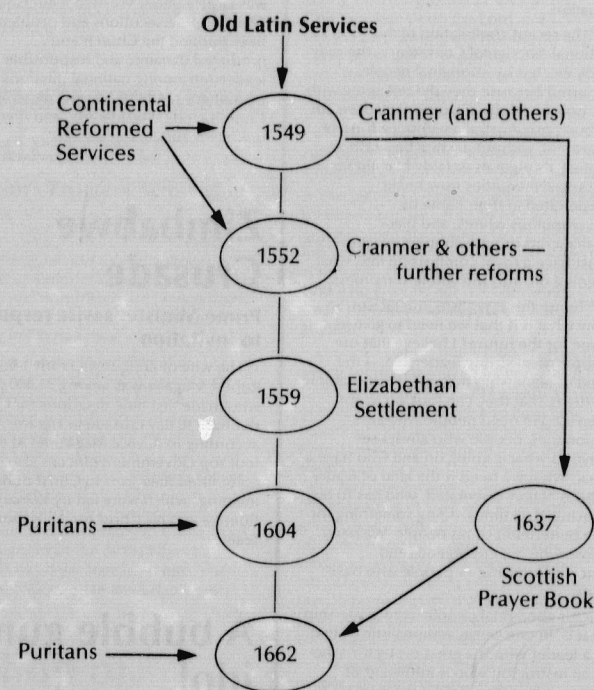 Old Latin Services
Continental
Reformed
Services
1549
Cranmer (and others)
1552
Cranmer & others —
further reforms
1559
Elizabethan
Settlement
Puritans
1604
1637
Scottish
Prayer Book
Puritans
1662